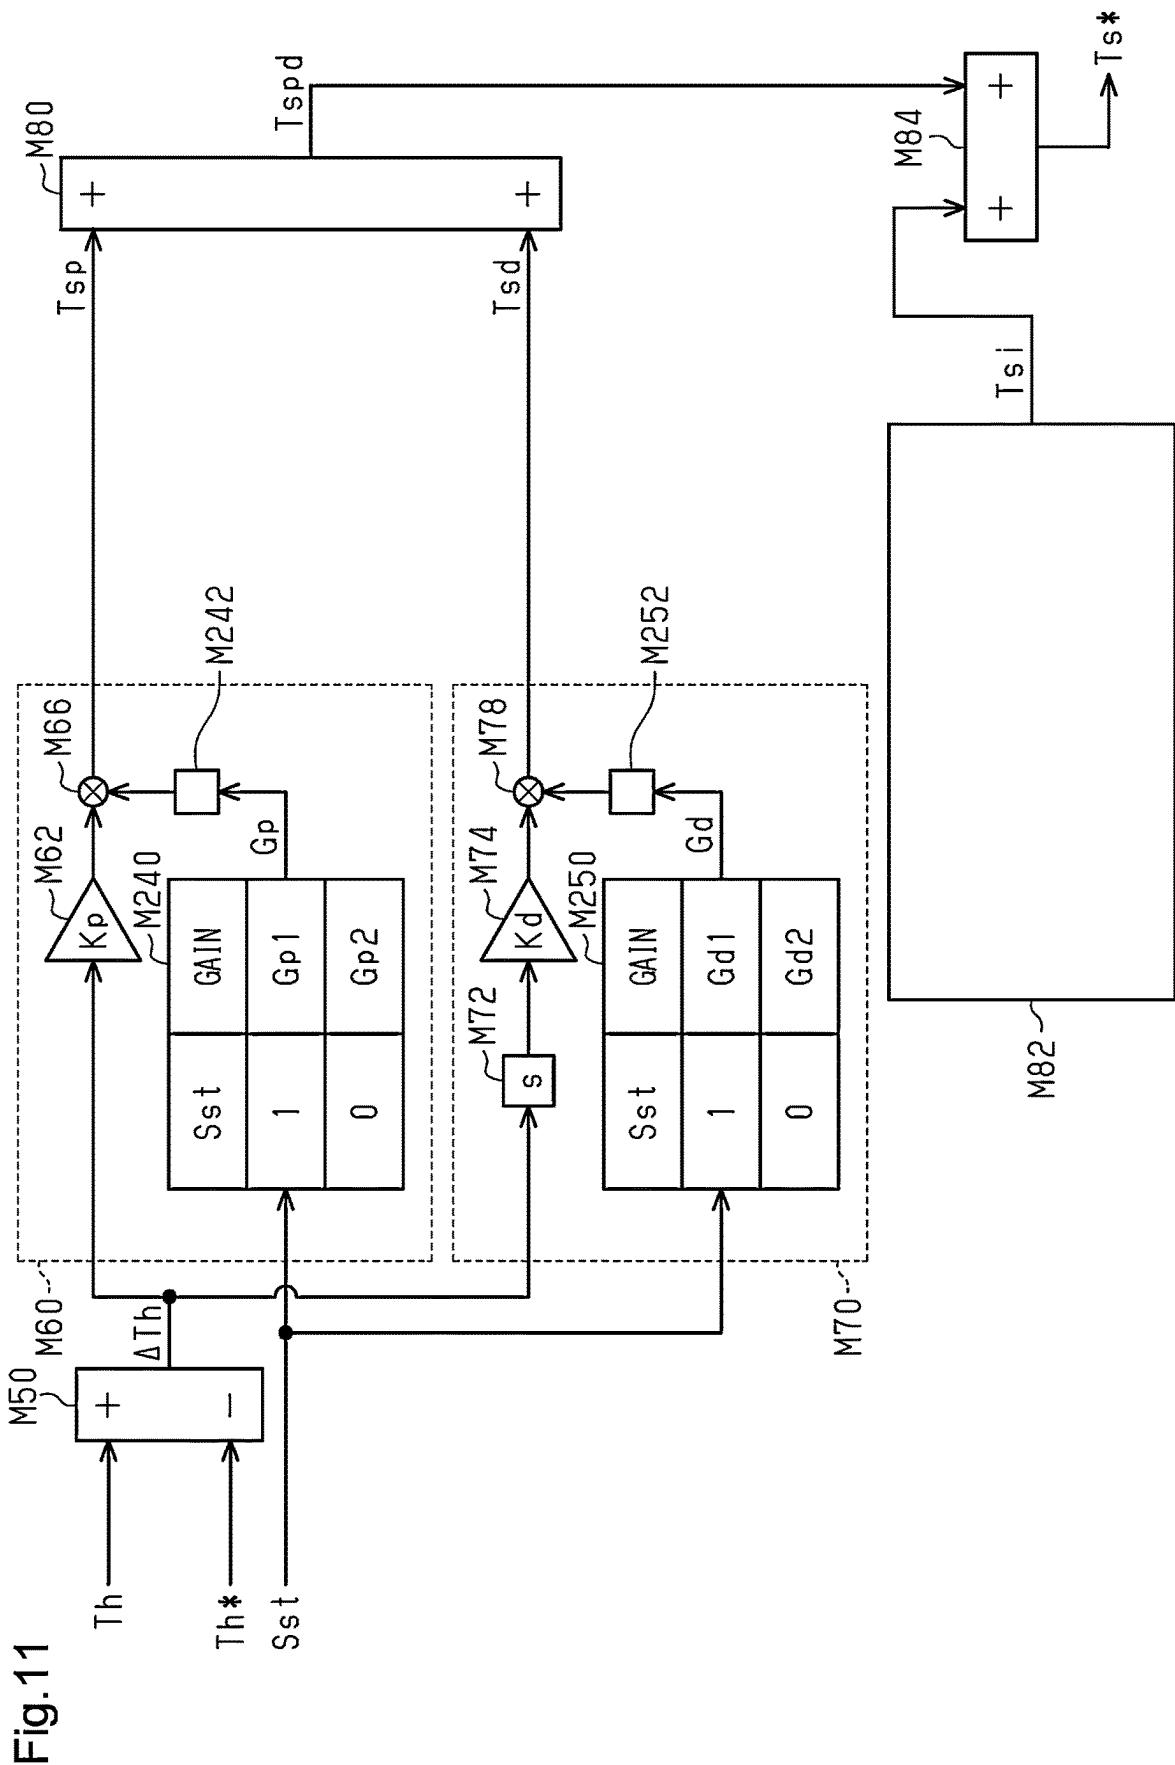 Fig.11
Th
Th*
Sst
M50
+
−
ΔTh
M60
M62
Kp
M66
M240
Sst GAIN
1 Gp1
0 Gp2
Gp
M242
Tsp
M70
M72
s
M74
Kd
M78
M250
Sst GAIN
1 Gd1
0 Gd2
Gd
M252
Tsd
M80
+
+
Tspd
M82
Tsi
M84
+
+
Ts*